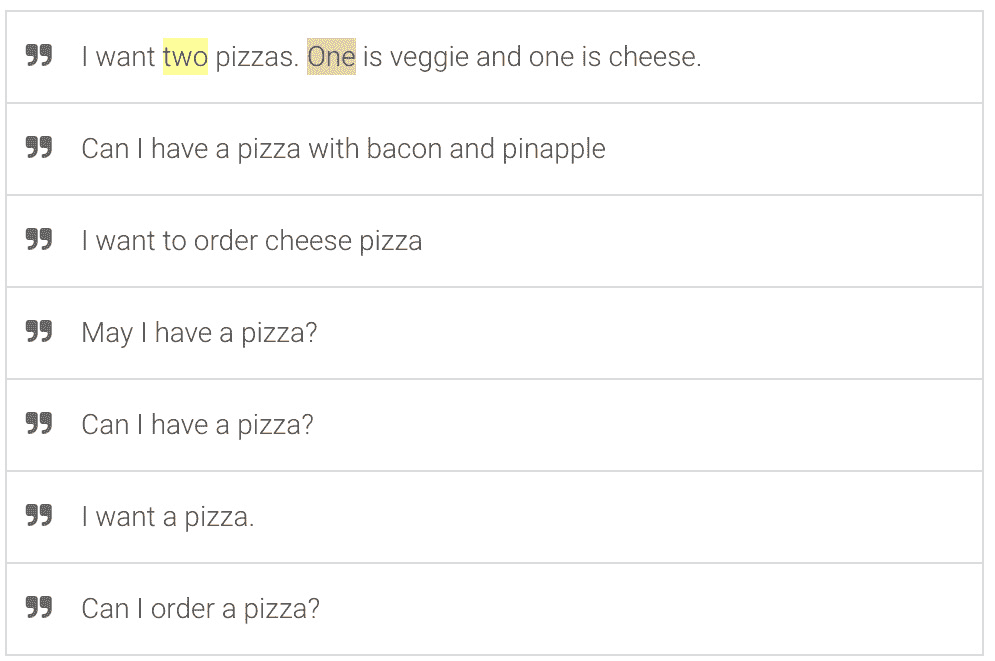 I want two pizzas. One is veggie and one is cheese.
Can I have a pizza with bacon and pinapple
I want to order cheese pizza
May I have a pizza?
Can I have a pizza?
I want a pizza.
Can I order a pizza?